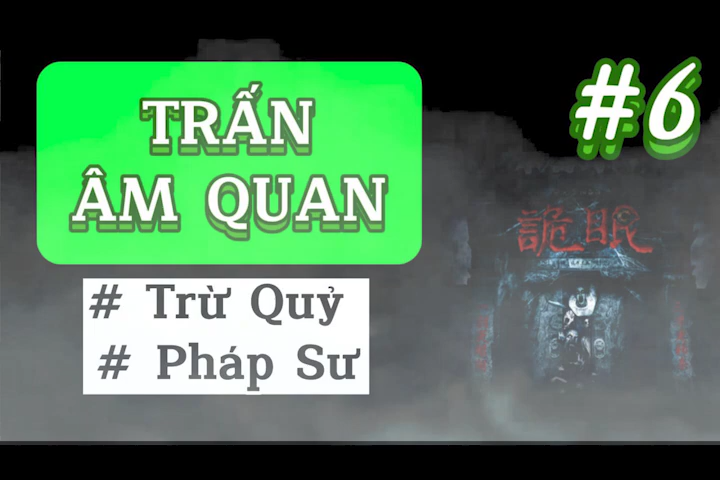 TRẤN
ÂM QUAN
#6
# Trừ Quỷ
# Pháp Sư
詭眠